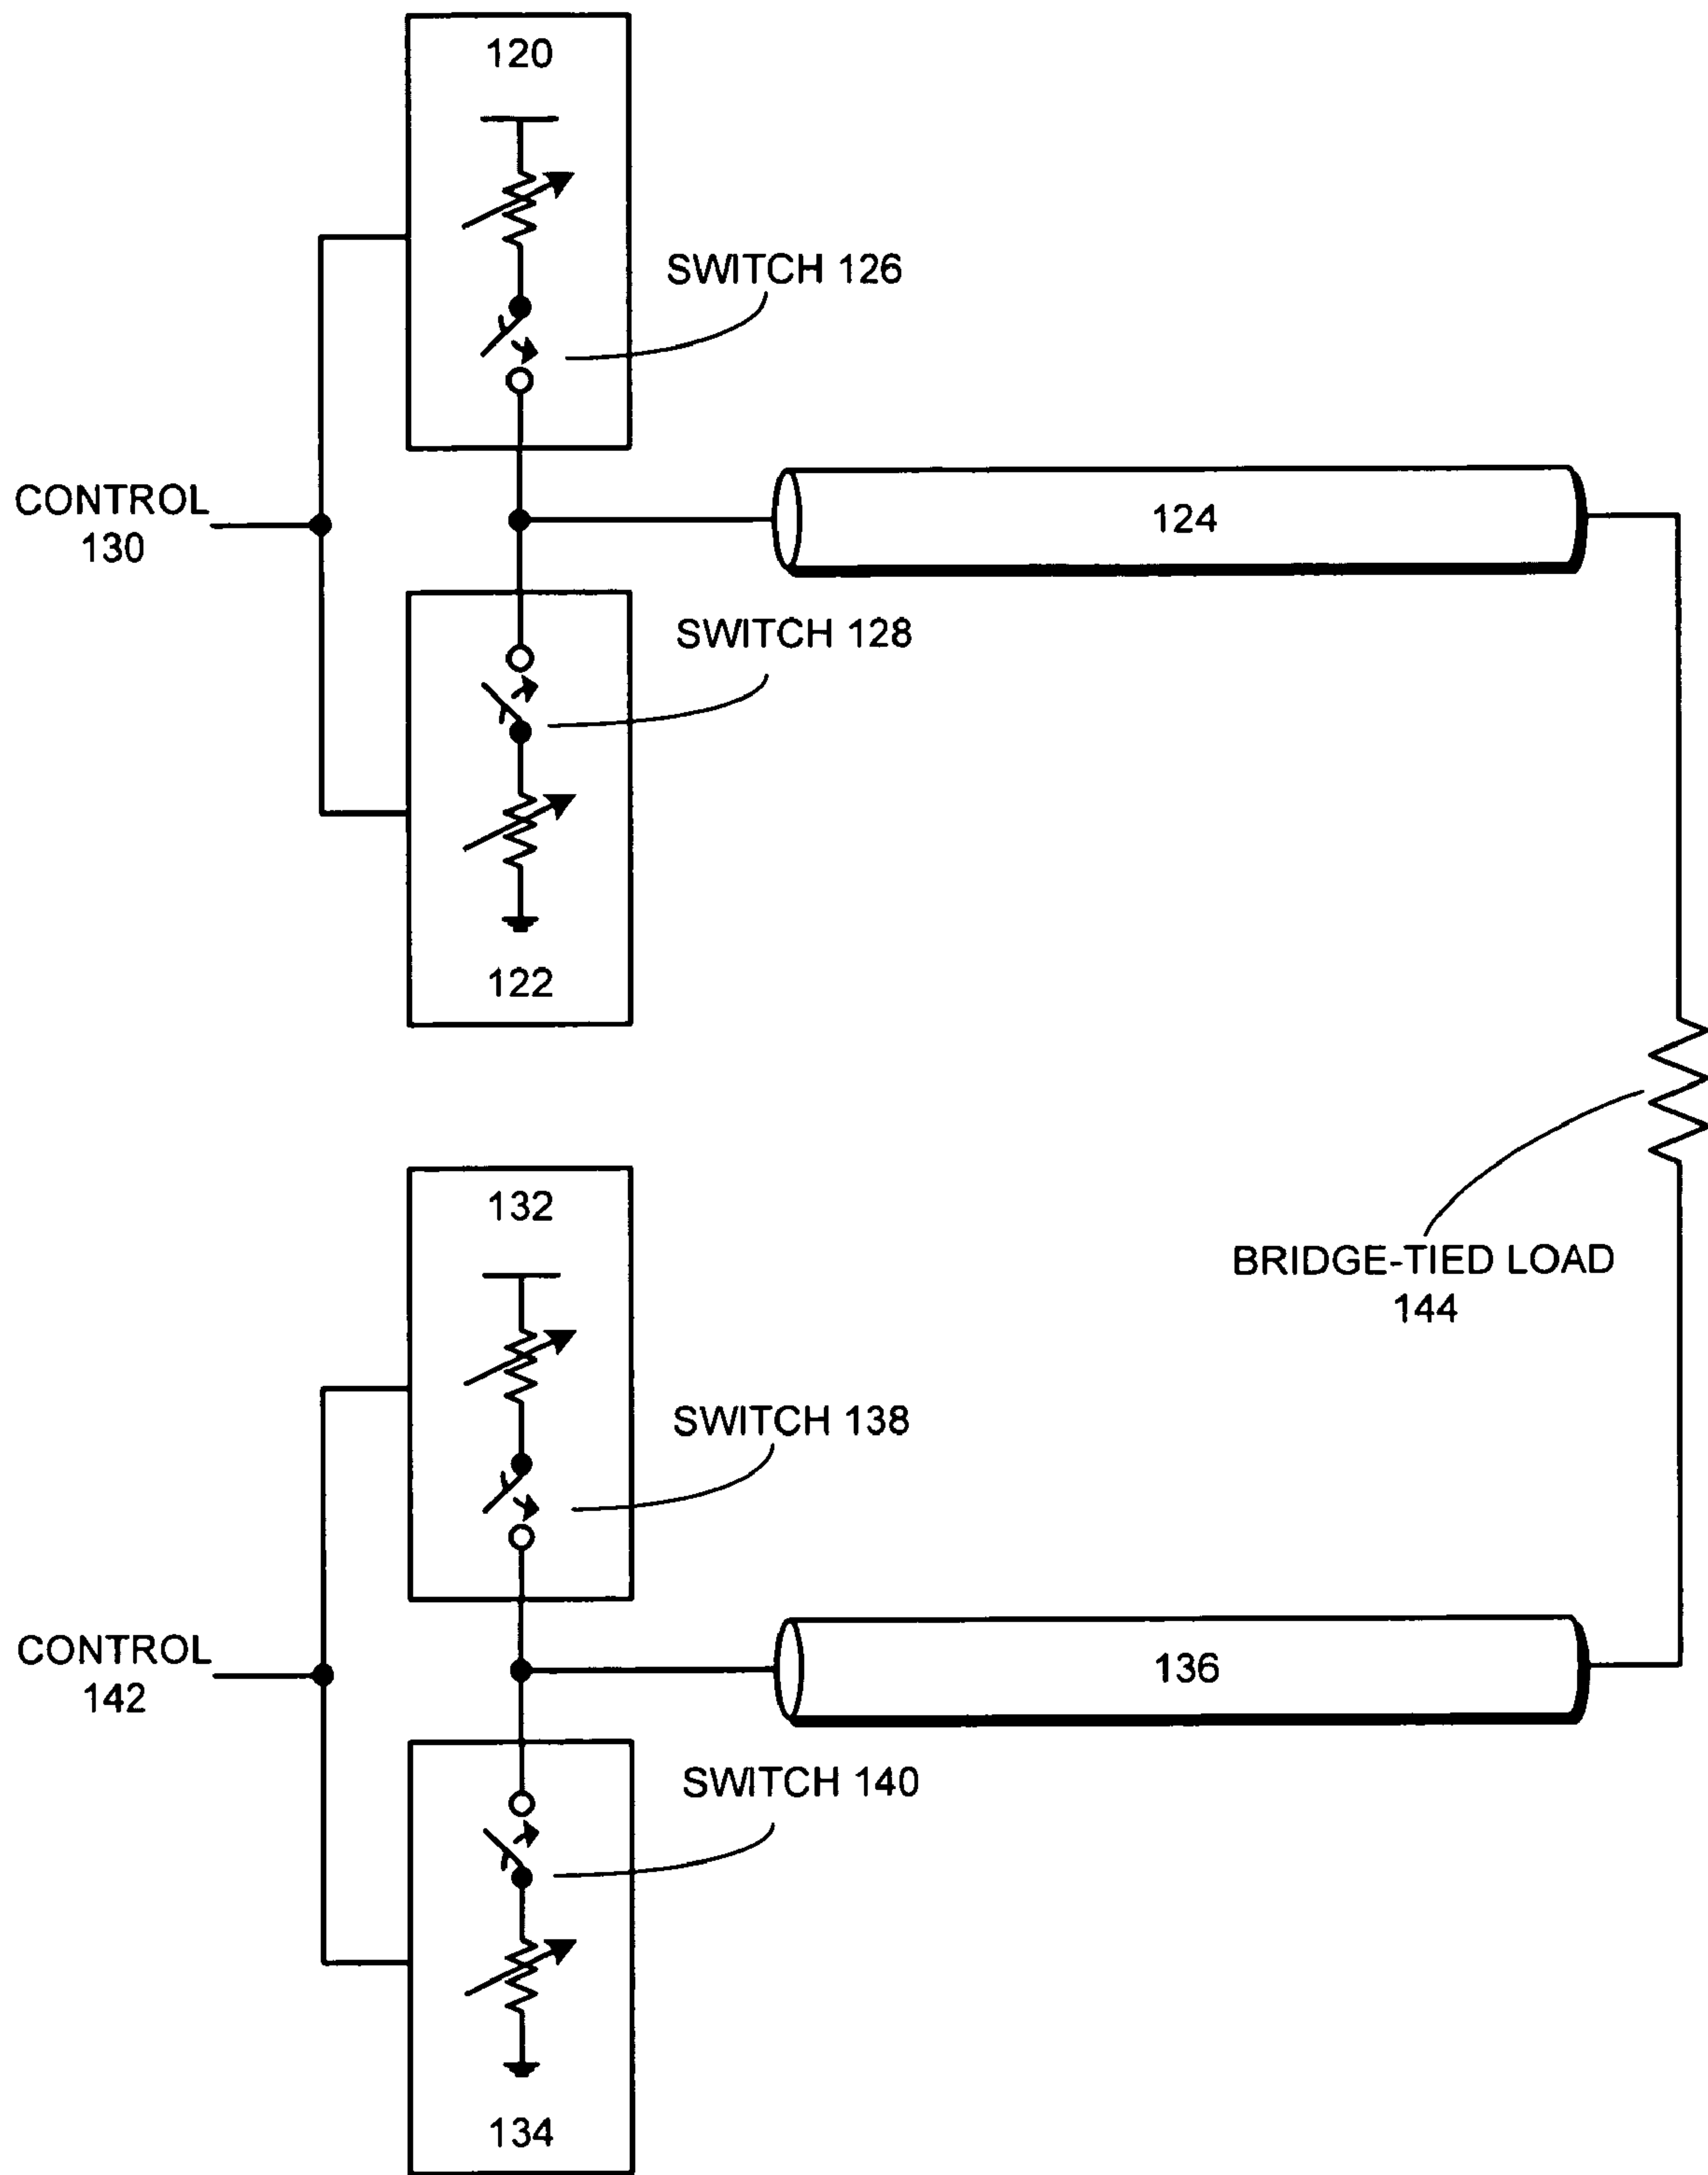 120
SWITCH 126
CONTROL
130
124
SWITCH 128
122
132
BRIDGE-TIED LOAD
144
SWITCH 138
CONTROL
142
136
SWITCH 140
134